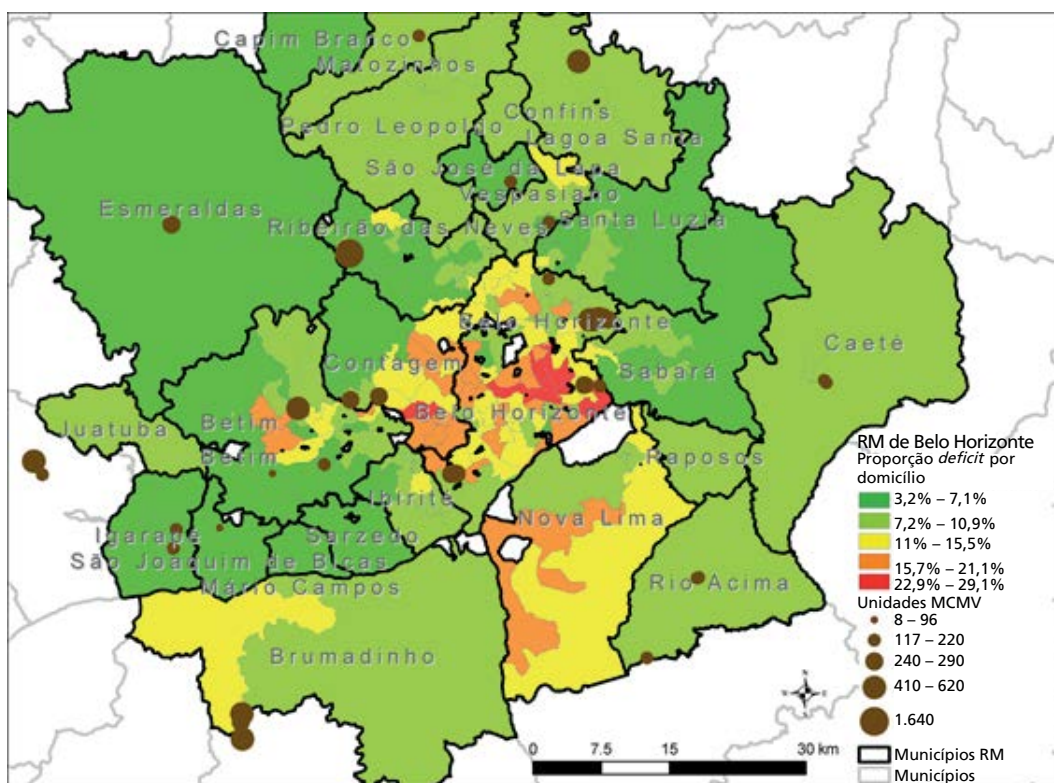 Capim Branco
Matozinhos
Confins
Pedro Leopoldo
Lagoa Santa
São José da Lapa
Vespasiano
Esmeraldas
Santa Luzia
Ribeirão das Neves
Belo Horizonte
Caeté
Contagem
Sabará
Belo Horizonte
Betim
Juatuba
Betim
Raposos
Ibirité
Nova Lima
Igarapé
Sarzedo
São Joaquim de Bicas
Rio Acima
Mário Campos
Brumadinho
RM de Belo Horizonte
Proporção deficit por
domicílio
3,2% – 7,1%
7,2% – 10,9%
11% – 15,5%
15,7% – 21,1%
22,9% – 29,1%
Unidades MCMV
8 – 96
117 – 220
240 – 290
410 – 620
1.640
Municípios RM
Municípios
0 7.5 15 30 km